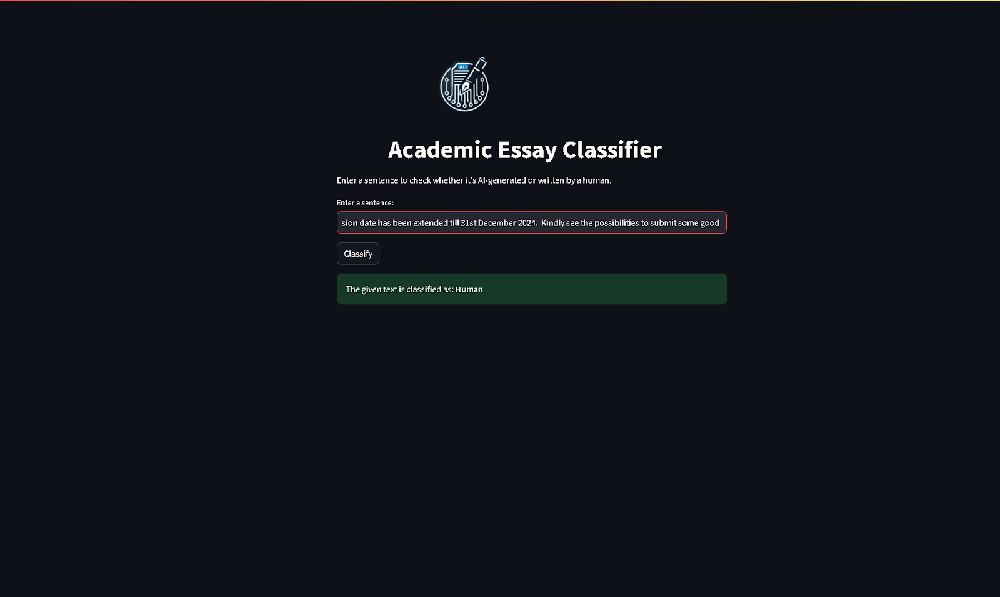 AI
Academic Essay Classifier
Enter a sentence to check whether it's AI-generated or written by a human.
Enter a sentence:
sion date has been extended till 31st December 2024.  Kindly see the possibilities to submit some good
Classify
The given text is classified as: Human